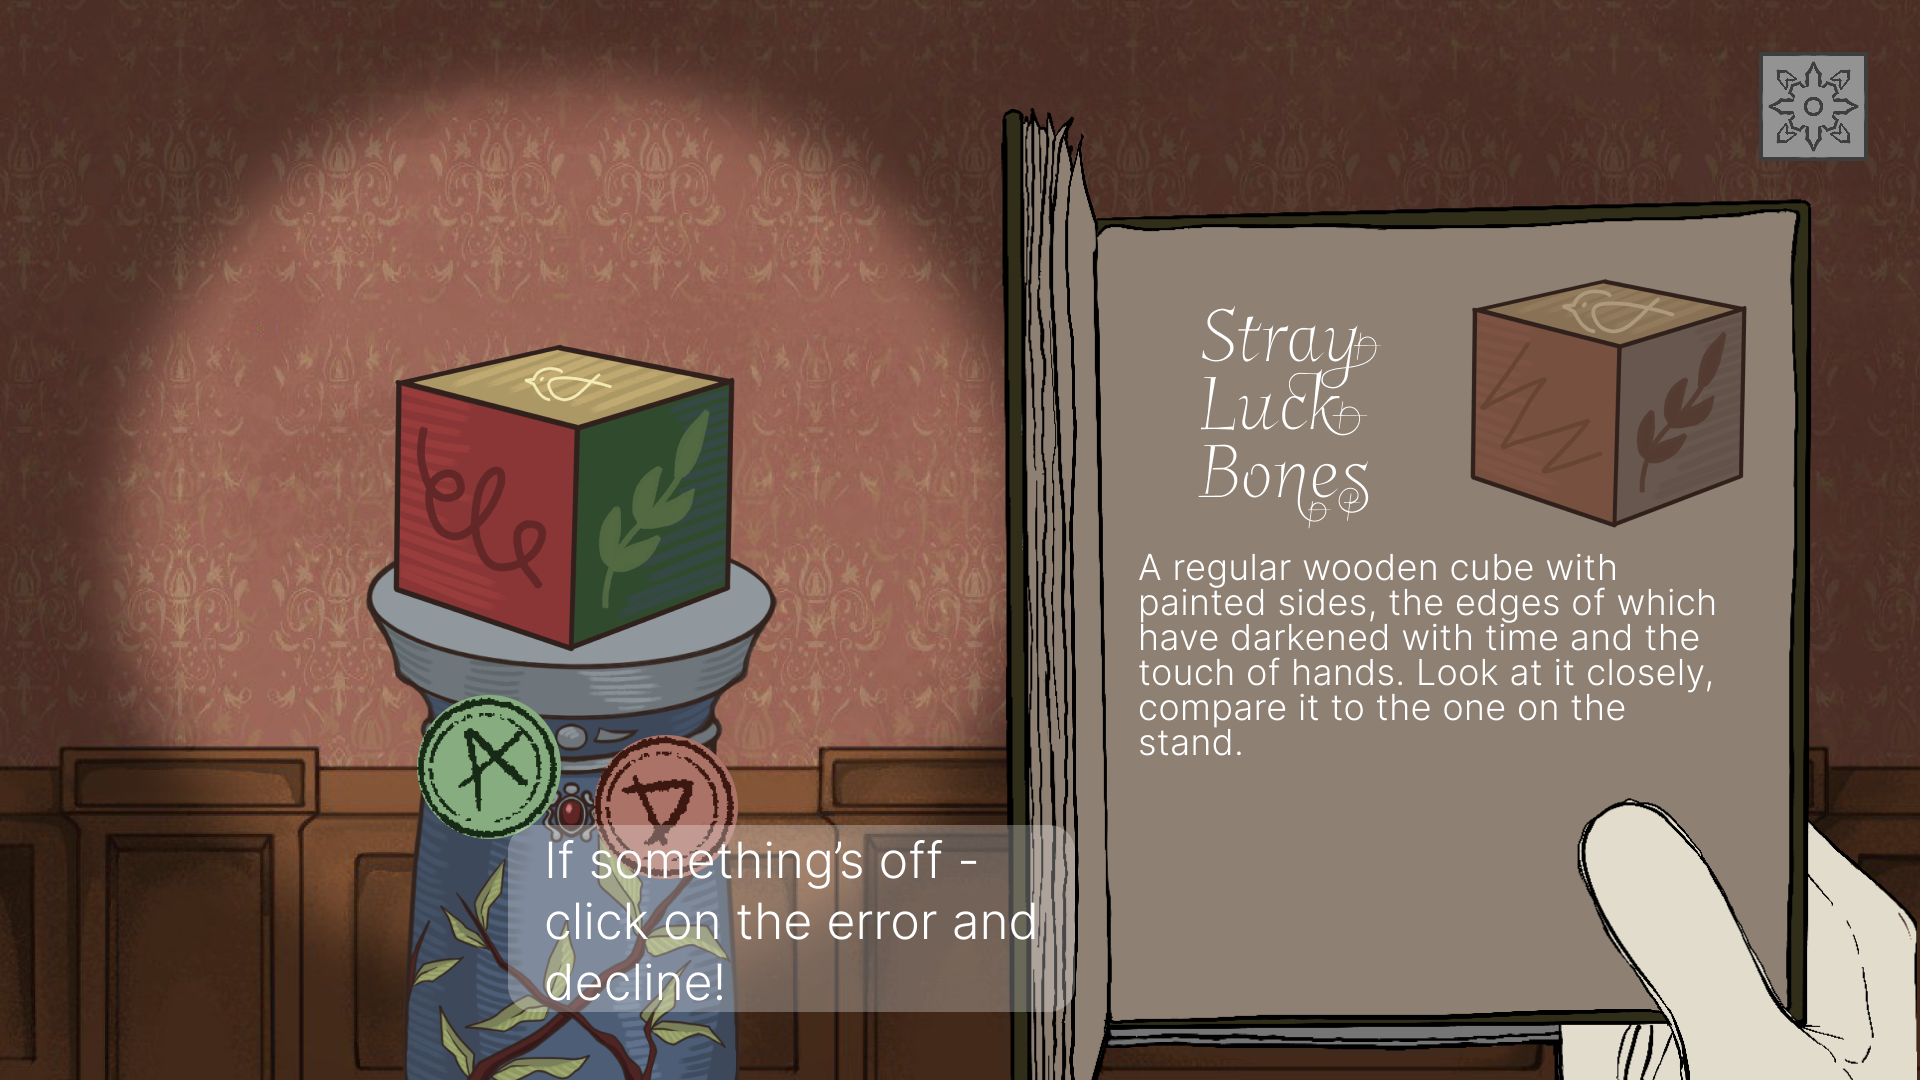 Stray
Luck
Bones
A regular wooden cube with
painted sides, the edges of which
have darkened with time and the
touch of hands. Look at it closely,
compare it to the one on the
stand.
A
D
If something’s off -
click on the error and
decline!